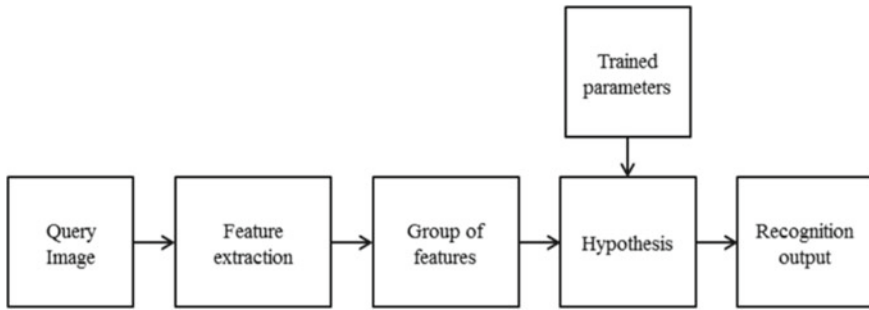 Trained
parameters
Query
Image
Feature
extraction
Group of
features
Hypothesis
Recognition
output